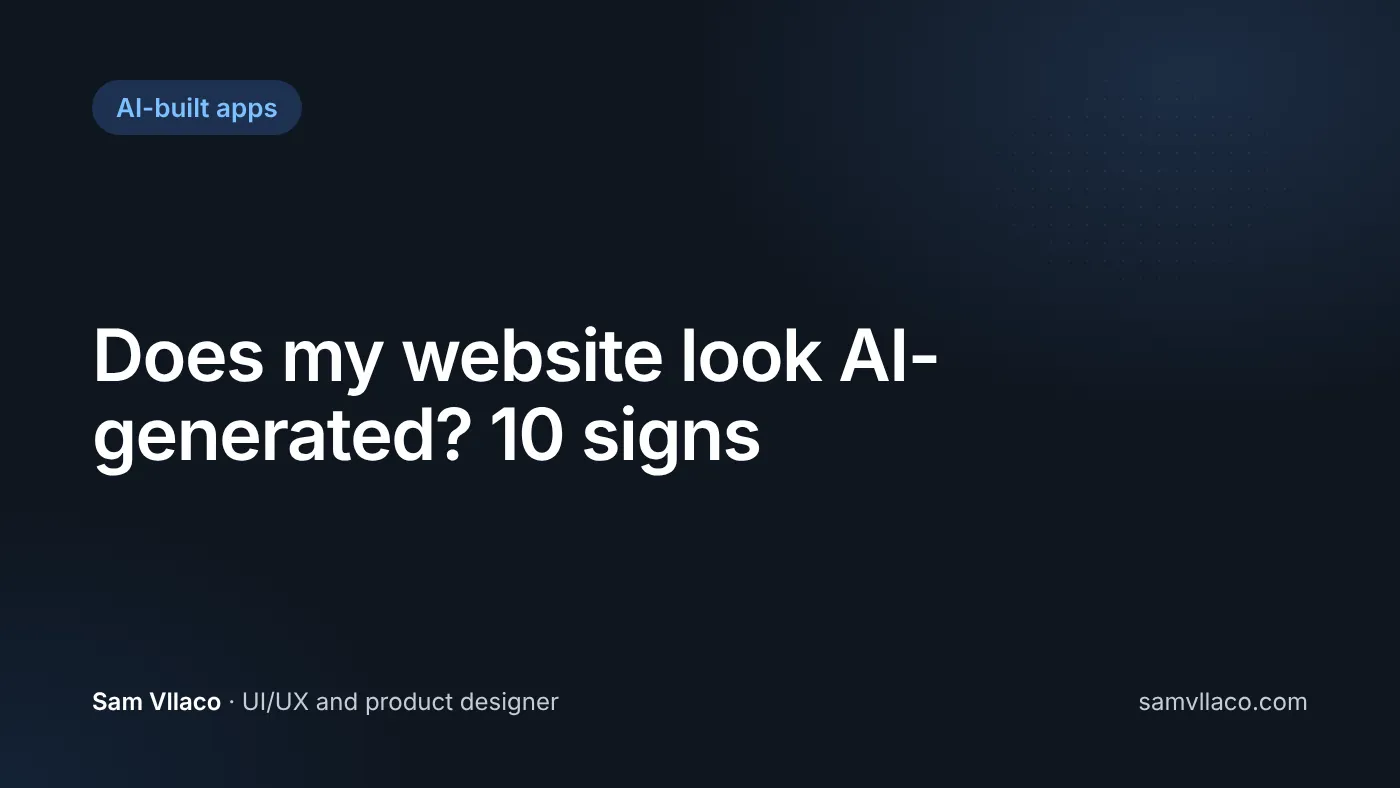 AI-built apps
Does my website look AI-
generated? 10 signs
Sam Vllaco · UI/UX and product designer
samvllaco.com